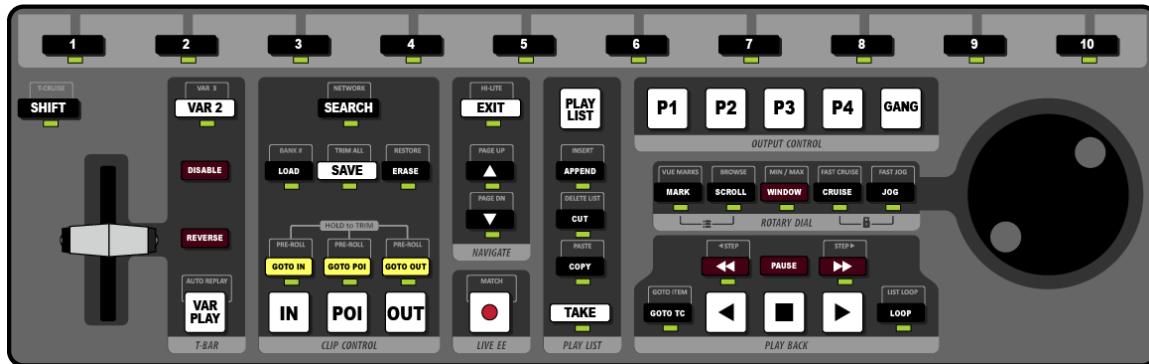 1 2 3 4 5 6 7 8 9 10
T-CRUISE
SHIFT
VAR 3
VAR 2
DISABLE
REVERSE
AUTO REPLAY
VAR
PLAY
T-BAR
NETWORK
SEARCH
BANK # TRIM ALL RESTORE
LOAD SAVE ERASE
HOLD to TRIM
PRE-ROLL PRE-ROLL PRE-ROLL
GOTO IN GOTO POI GOTO OUT
IN POI OUT
CLIP CONTROL
HI-LITE
EXIT
PAGE UP
PAGE DN
NAVIGATE
MATCH
LIVE EE
PLAY
LIST
INSERT
APPEND
DELETE LIST
CUT
PASTE
COPY
TAKE
PLAY LIST
P1 P2 P3 P4 GANG
OUTPUT CONTROL
VUE MARKS BROWSE MIN / MAX FAST CRUISE FAST JOG
MARK SCROLL WINDOW CRUISE JOG
ROTARY DIAL
◀STEP STEP▶
PAUSE
GOTO ITEM LIST LOOP
GOTO TC LOOP
PLAY BACK